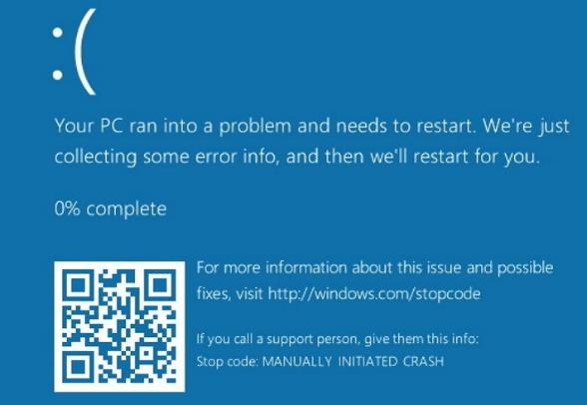 :(
Your PC ran into a problem and needs to restart. We're just
collecting some error info, and then we'll restart for you.
0% complete
For more information about this issue and possible
fixes, visit http://windows.com/stopcode
If you call a support person, give them this info:
Stop code: MANUALLY INITIATED CRASH